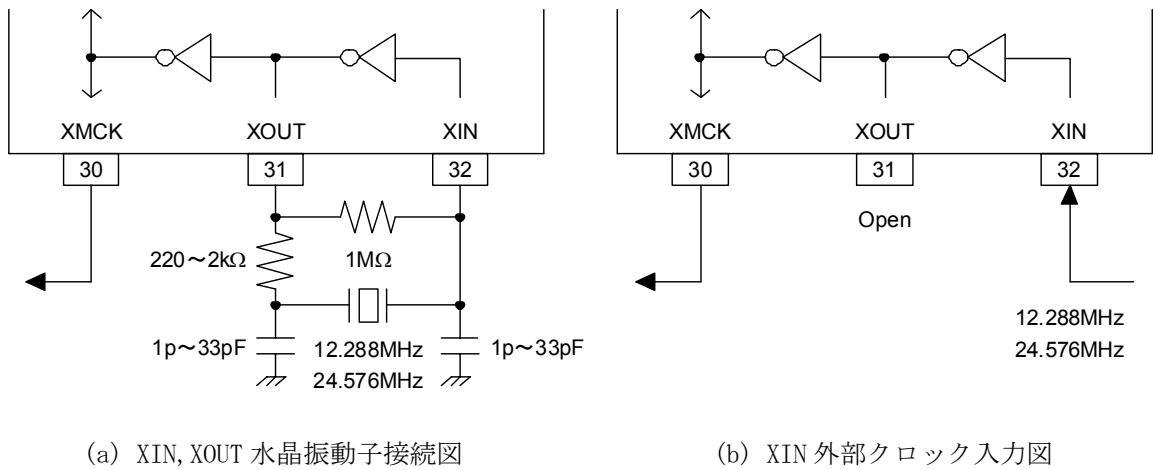 XMCK XOUT XIN
30 31 32
220～2kΩ 1MΩ
1p～33pF 12.288MHz 1p～33pF
24.576MHz
(a) XIN,XOUT 水晶振動子接続図
XMCK XOUT XIN
30 31 32
Open
12.288MHz
24.576MHz
(b) XIN 外部クロック入力図